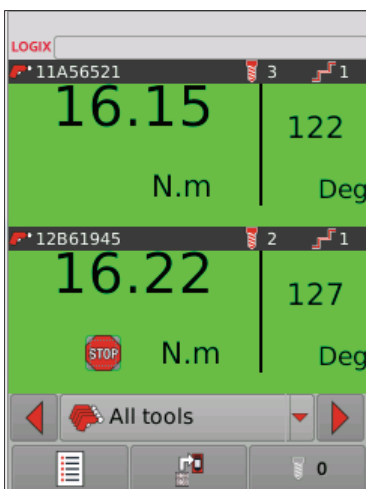 LOGIX
11A56521 3 1
16.15 122
N.m Deg
12B61945 2 1
16.22 127
STOP N.m Deg
All tools
0